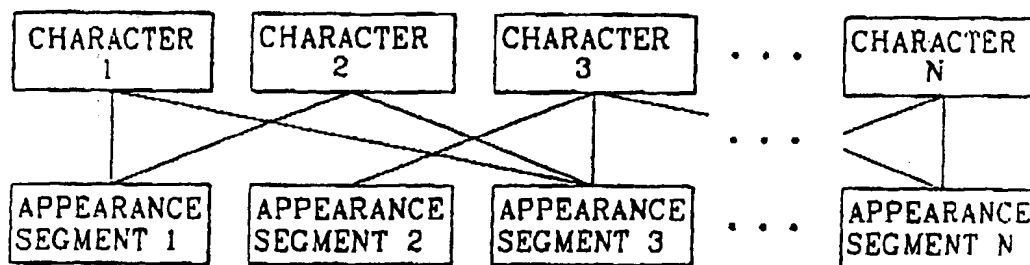 CHARACTER
1
CHARACTER
2
CHARACTER
3
. . .
CHARACTER
N
. . .
APPEARANCE
SEGMENT 1
APPEARANCE
SEGMENT 2
APPEARANCE
SEGMENT 3
. . .
APPEARANCE
SEGMENT N